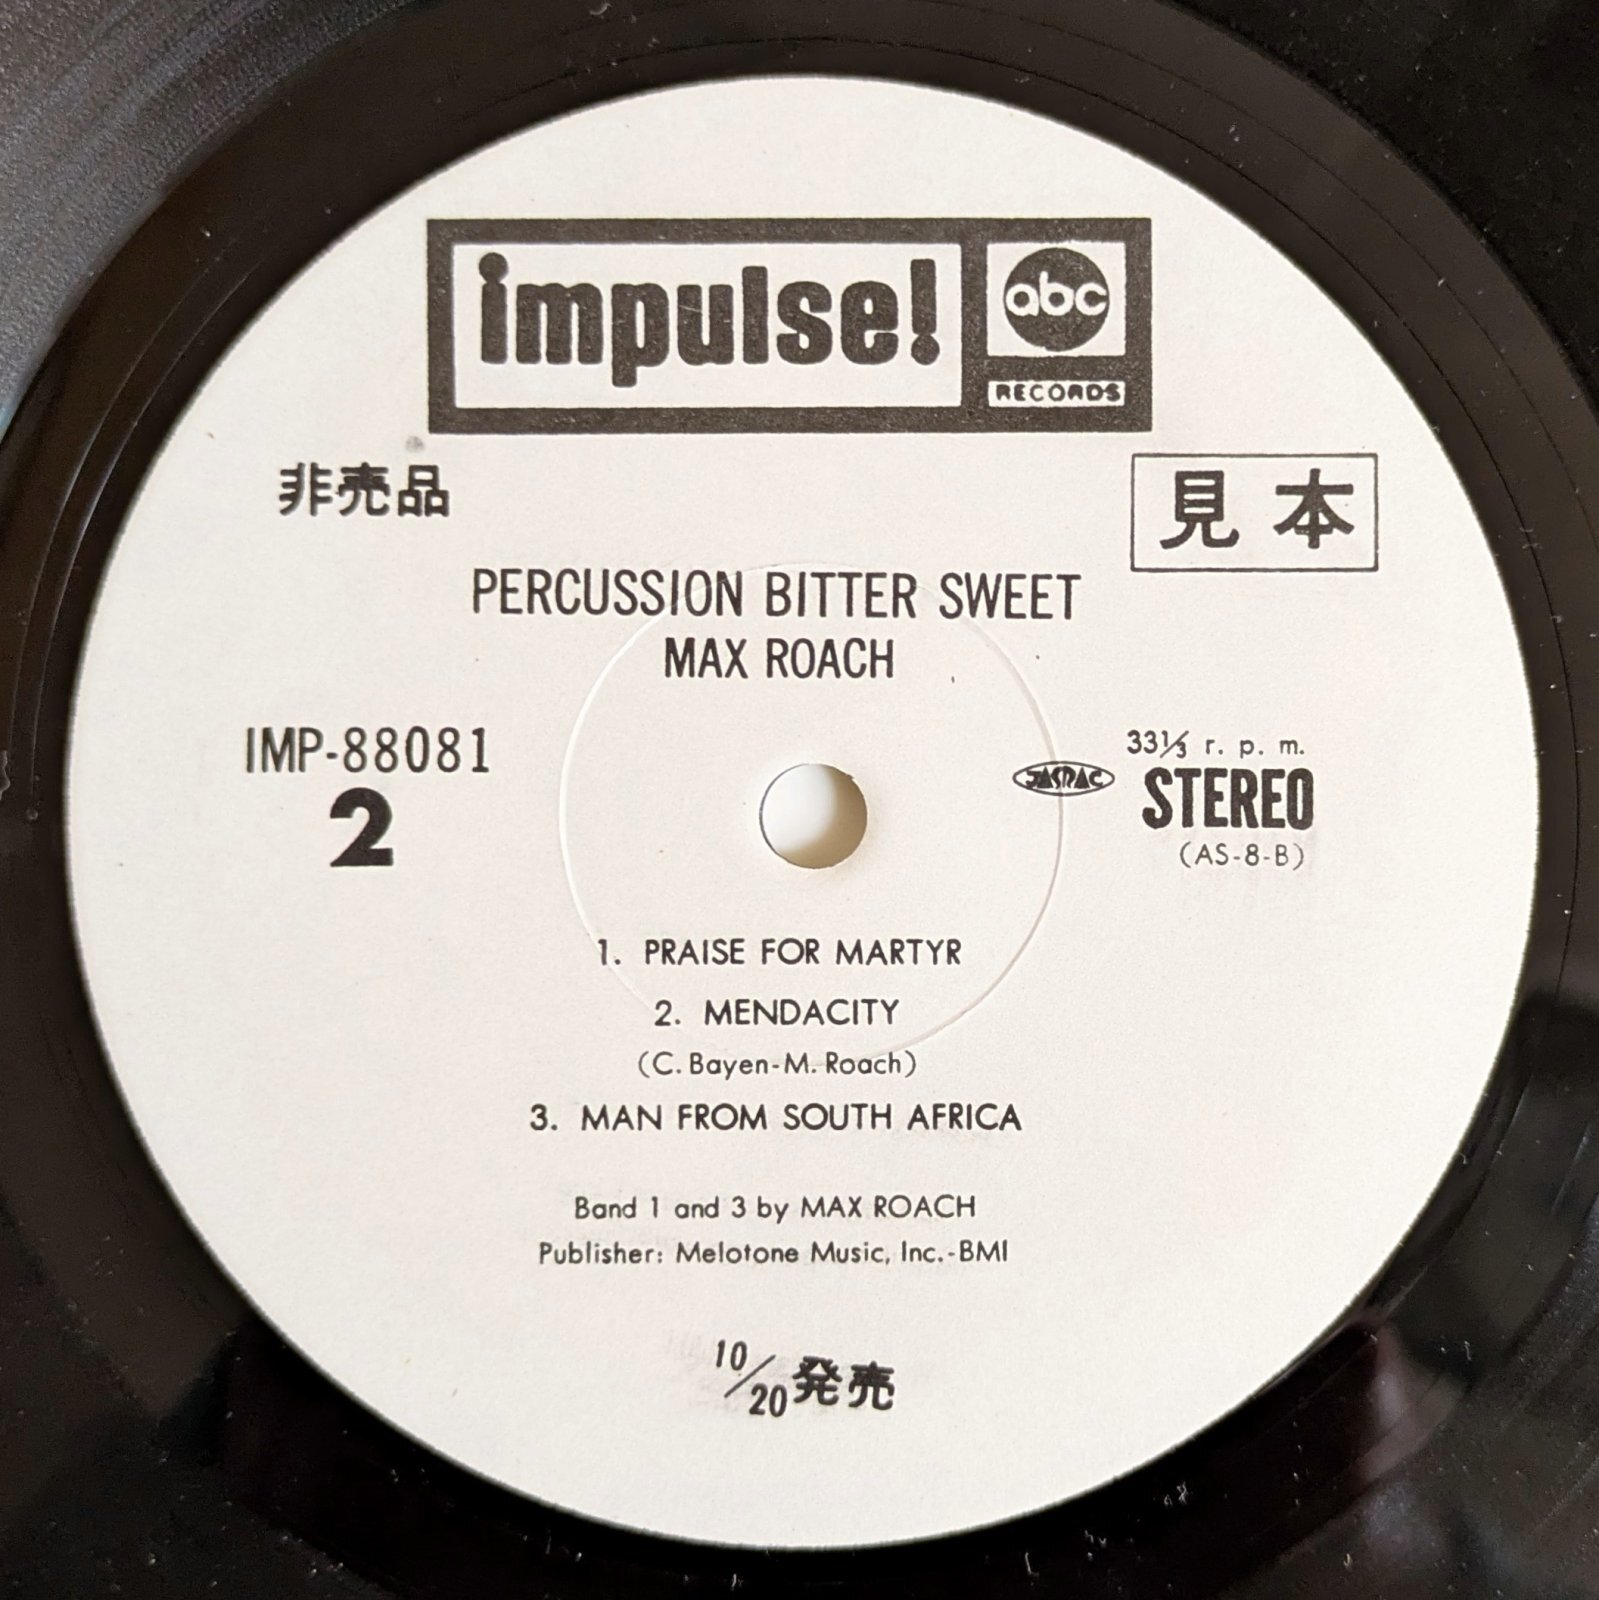 impulse!
abc
RECORDS
非売品
見本
PERCUSSION BITTER SWEET
MAX ROACH
IMP-88081
2
33⅓ r. p. m.
JASRAC
STEREO
(AS-8-B)
1. PRAISE FOR MARTYR
2. MENDACITY
(C. Bayen-M. Roach)
3. MAN FROM SOUTH AFRICA
Band 1 and 3 by MAX ROACH
Publisher: Melotone Music, Inc.-BMI
10/20発売